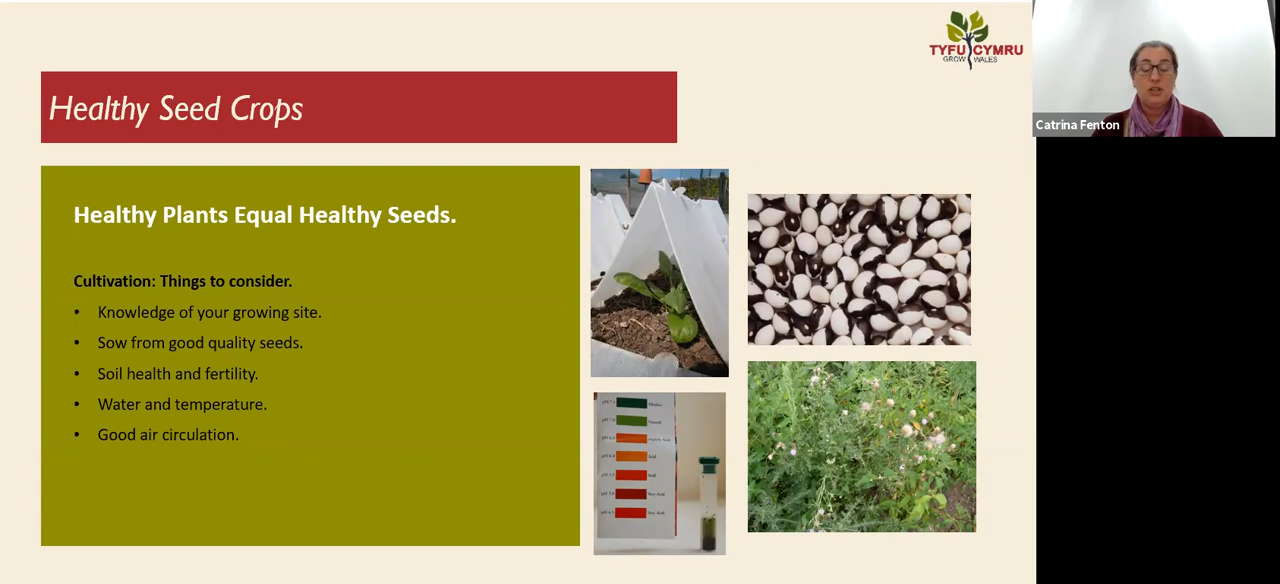 TYFU CYMRU
GROW WALES
Catrina Fenton
Healthy Seed Crops
Healthy Plants Equal Healthy Seeds.
Cultivation: Things to consider.
• Knowledge of your growing site.
• Sow from good quality seeds.
• Soil health and fertility.
• Water and temperature.
• Good air circulation.